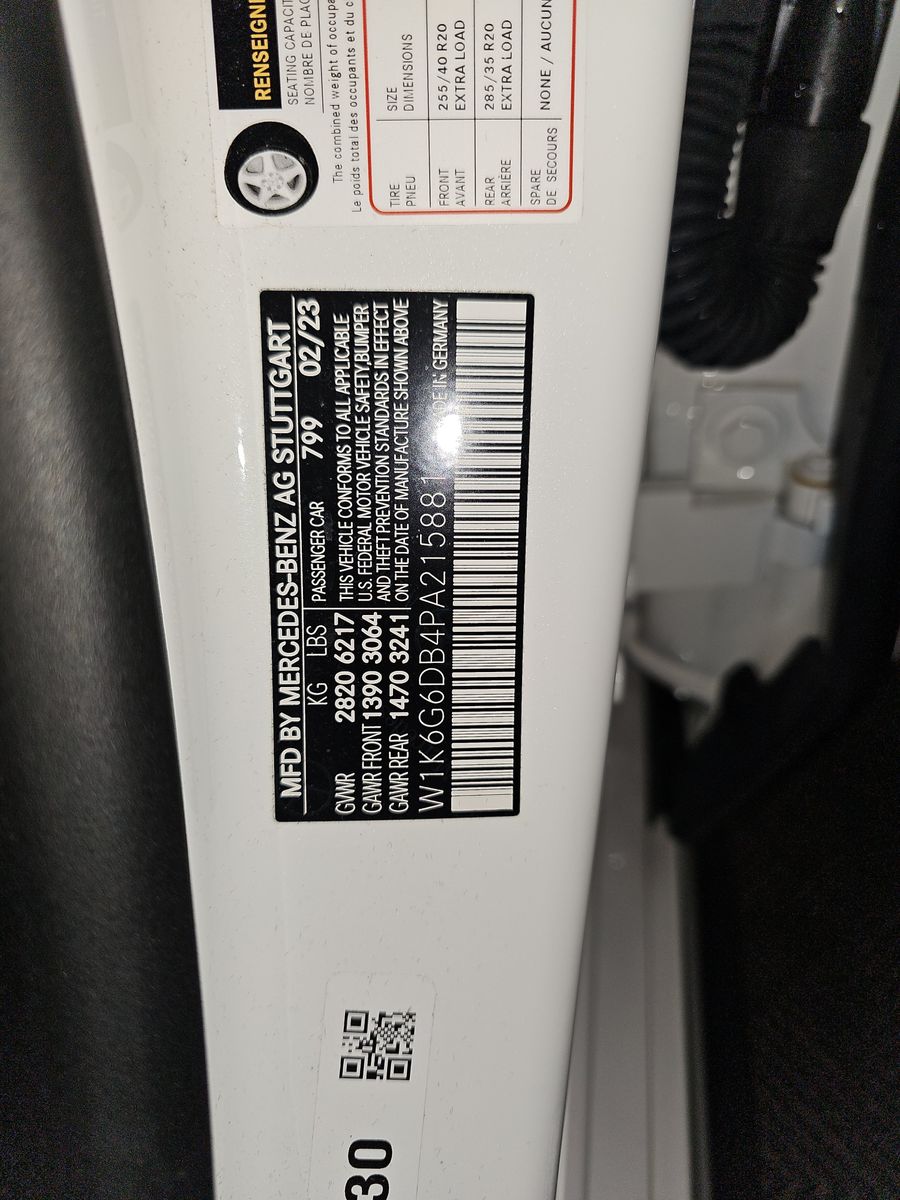 RENSEIGNE
SEATING CAPACIT
NOMBRE DE PLAC
The combined weight of occupa
Le poids total des occupants et du c
TIRE SIZE
PNEU DIMENSIONS
FRONT 255/40 R20
AVANT EXTRA LOAD
REAR 285/35 R20
ARRIÈRE EXTRA LOAD
SPARE NONE / AUCUN
DE SECOURS
MFD BY MERCEDES-BENZ AG STUTTGART
KG LBS PASSENGER CAR 799 02/23
GVWR 2820 6217 THIS VEHICLE CONFORMS TO ALL APPLICABLE
U.S. FEDERAL MOTOR VEHICLE SAFETY,BUMPER
GAWR FRONT 1390 3064 AND THEFT PREVENTION STANDARDS IN EFFECT
GAWR REAR 1470 3241 ON THE DATE OF MANUFACTURE SHOWN ABOVE
W1K6G6DB4PA215881 DE IN GERMANY
30